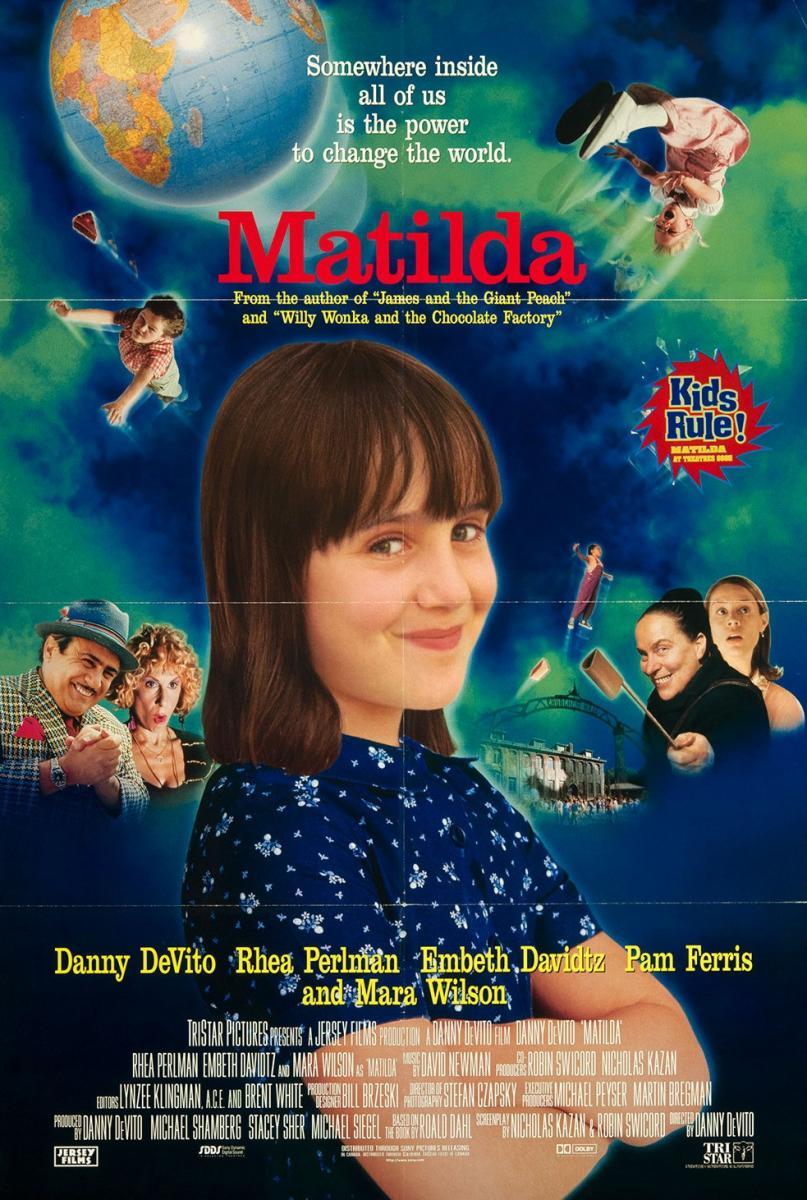 Somewhere inside
all of us
is the power
to change the world.
Matilda
From the author of "James and the Giant Peach"
and "Willy Wonka and the Chocolate Factory"
Kids
Rule!
MATILDA
AT THEATRES SOON
Danny DeVito Rhea Perlman Embeth Davidtz Pam Ferris
and Mara Wilson
TRISTAR PICTURES PRESENTS A JERSEY FILMS PRODUCTION A DANNY DEVITO FILM DANNY DEVITO 'MATILDA'
RHEA PERLMAN EMBETH DAVIDTZ AND MARA WILSON AS 'MATILDA' MUSIC BY DAVID NEWMAN CO-PRODUCERS ROBIN SWICORD NICHOLAS KAZAN
EDITORS LYNZEE KLINGMAN, A.C.E. AND BRENT WHITE PRODUCTION DESIGNER BILL BRZESKI DIRECTOR OF PHOTOGRAPHY STEFAN CZAPSKY EXECUTIVE PRODUCERS MICHAEL PEYSER MARTIN BREGMAN
PRODUCED BY DANNY DEVITO MICHAEL SHAMBERG STACEY SHER MICHAEL SIEGEL BASED ON THE BOOK BY ROALD DAHL SCREENPLAY BY NICHOLAS KAZAN & ROBIN SWICORD DIRECTED BY DANNY DEVITO
JERSEY
FILMS
SDDS Sony Dynamic Digital Sound
DISTRIBUTED THROUGH SONY PICTURES RELEASING
DOLBY
TRI
STAR